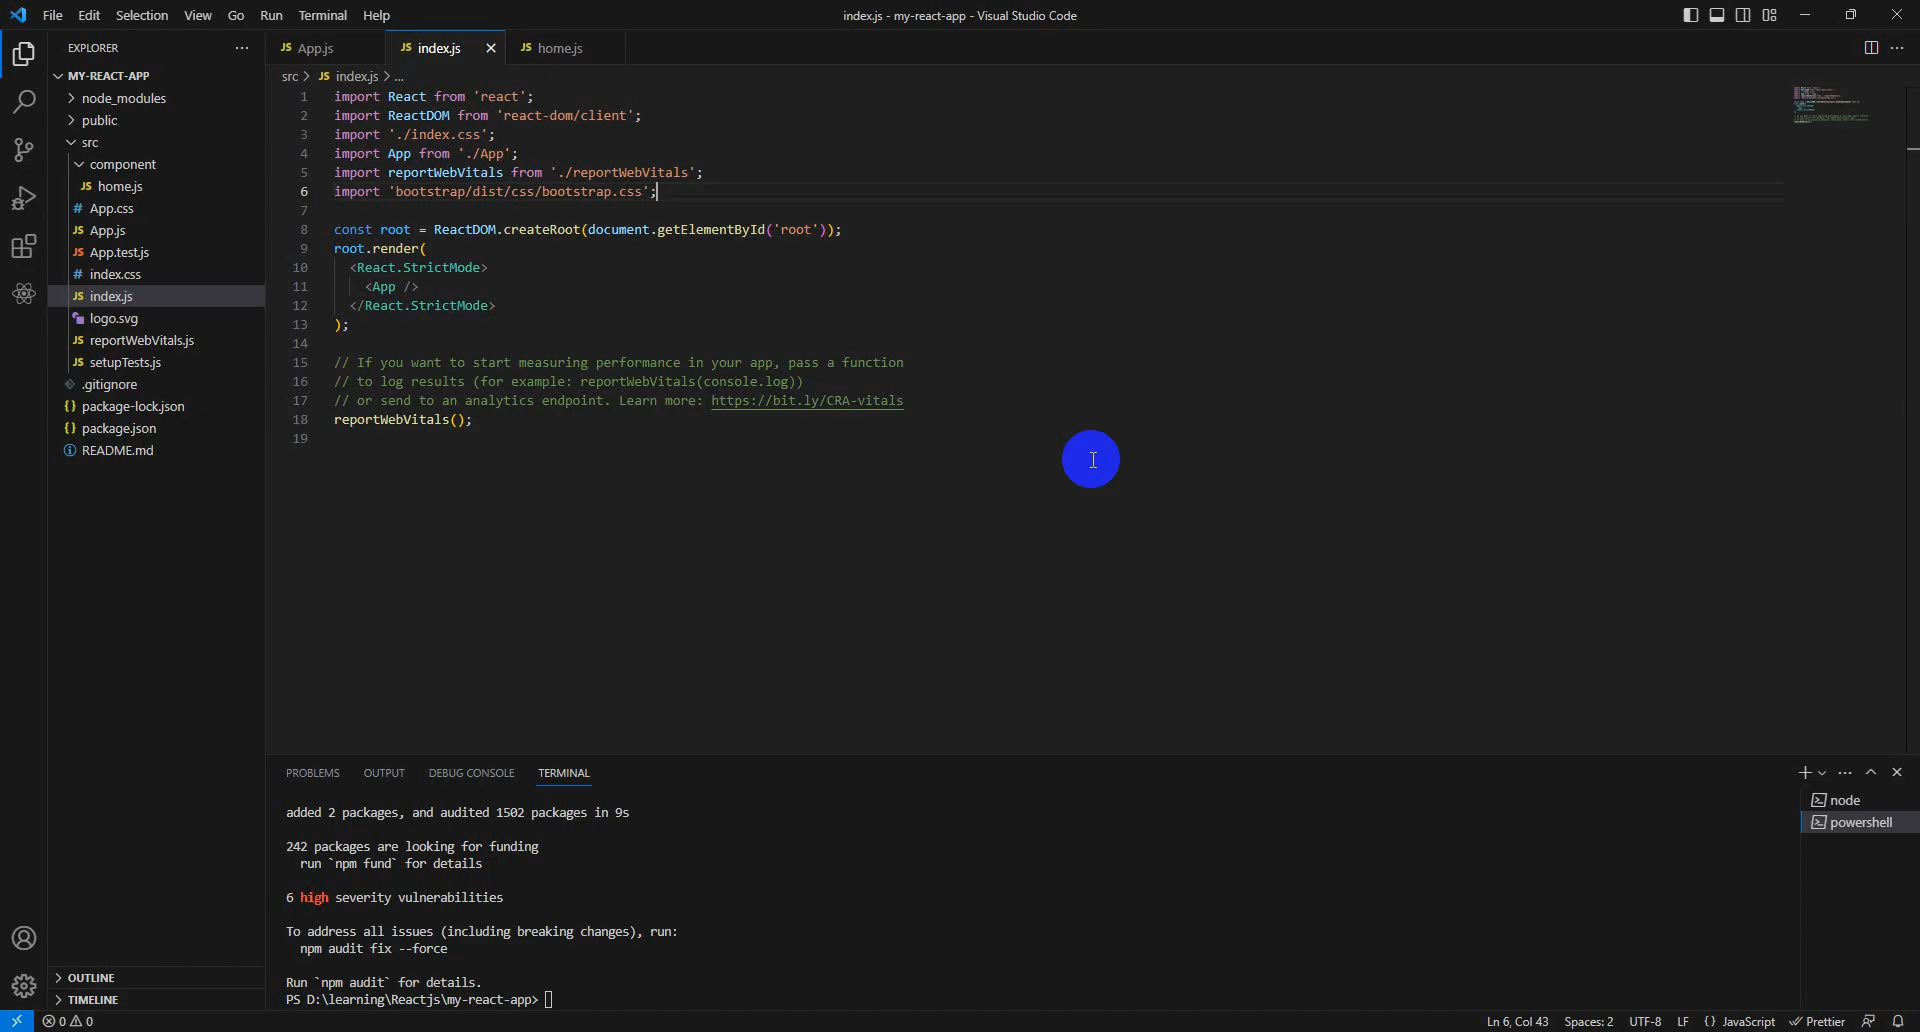 File Edit Selection View Go Run Terminal Help
index.js - my-react-app - Visual Studio Code
EXPLORER ...
MY-REACT-APP
node_modules
public
src
component
JS home.js
# App.css
JS App.js
JS App.test.js
# index.css
JS index.js
logo.svg
JS reportWebVitals.js
JS setupTests.js
.gitignore
{} package-lock.json
{} package.json
README.md
OUTLINE
TIMELINE
JS App.js JS index.js JS home.js
src > JS index.js > ...
1 import React from 'react';
2 import ReactDOM from 'react-dom/client';
3 import './index.css';
4 import App from './App';
5 import reportWebVitals from './reportWebVitals';
6 import 'bootstrap/dist/css/bootstrap.css';
7
8 const root = ReactDOM.createRoot(document.getElementById('root'));
9 root.render(
10 <React.StrictMode>
11 <App />
12 </React.StrictMode>
13 );
14
15 // If you want to start measuring performance in your app, pass a function
16 // to log results (for example: reportWebVitals(console.log))
17 // or send to an analytics endpoint. Learn more: https://bit.ly/CRA-vitals
18 reportWebVitals();
19
PROBLEMS OUTPUT DEBUG CONSOLE TERMINAL
added 2 packages, and audited 1502 packages in 9s
242 packages are looking for funding
run `npm fund` for details
6 high severity vulnerabilities
To address all issues (including breaking changes), run:
npm audit fix --force
Run `npm audit` for details.
PS D:\learning\Reactjs\my-react-app>
node
powershell
0 0
Ln 6, Col 43 Spaces: 2 UTF-8 LF {} JavaScript Prettier